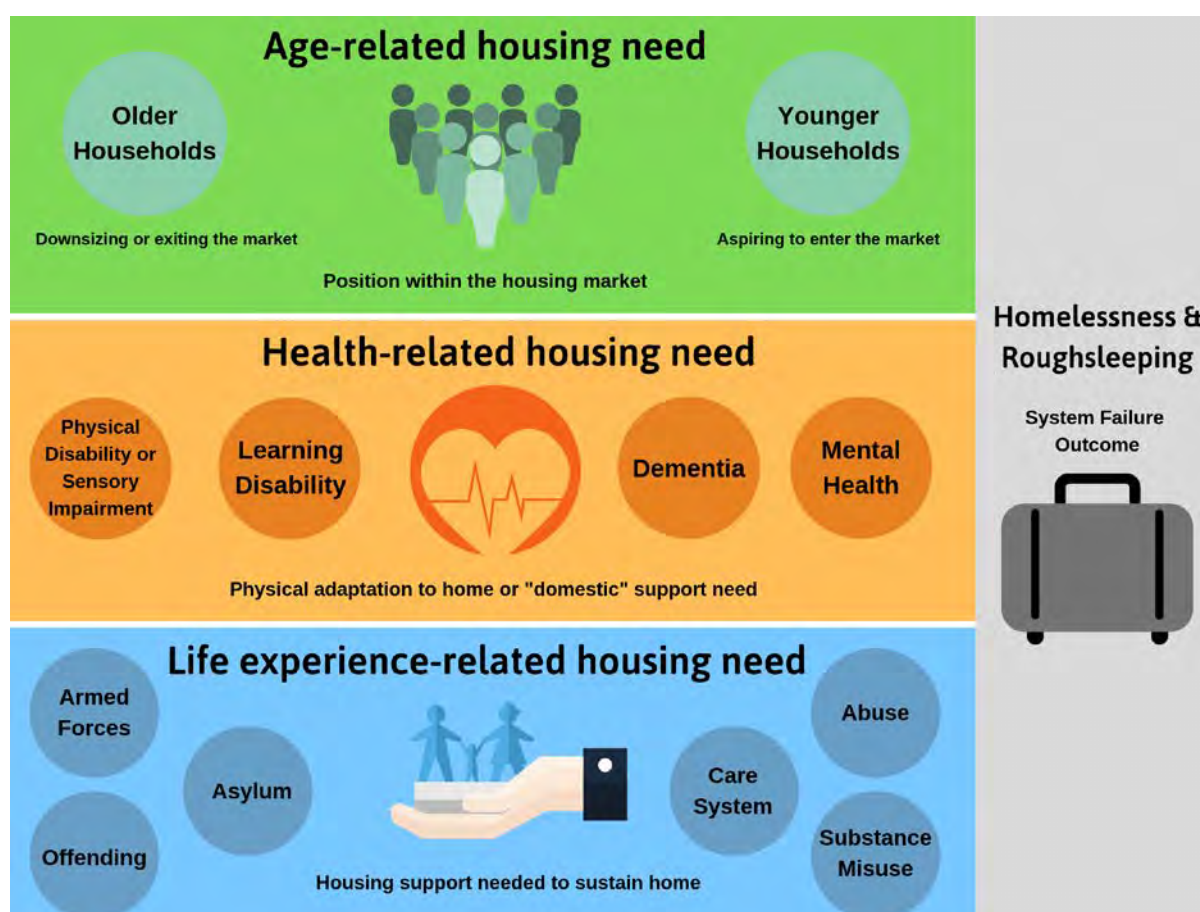 Age-related housing need
Older
Households
Younger
Households
Downsizing or exiting the market
Aspiring to enter the market
Position within the housing market
Health-related housing need
Physical
Disability or
Sensory
Impairment
Learning
Disability
Dementia
Mental
Health
Physical adaptation to home or "domestic" support need
Life experience-related housing need
Armed
Forces
Offending
Asylum
Care
System
Abuse
Substance
Misuse
Housing support needed to sustain home
Homelessness &
Roughsleeping
System Failure
Outcome